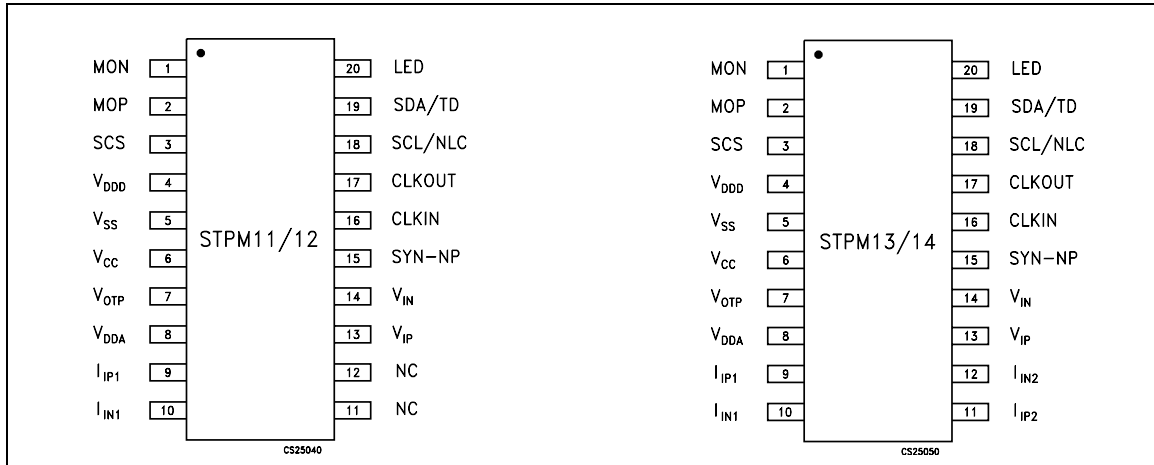 MON 1 20 LED
MOP 2 19 SDA/TD
SCS 3 18 SCL/NLC
VDDD 4 17 CLKOUT
VSS 5 16 CLKIN
VCC 6 15 SYN-NP
VOTP 7 14 VIN
VDDA 8 13 VIP
IIP1 9 12 NC
IIN1 10 11 NC
STPM11/12
CS25040
MON 1 20 LED
MOP 2 19 SDA/TD
SCS 3 18 SCL/NLC
VDDD 4 17 CLKOUT
VSS 5 16 CLKIN
VCC 6 15 SYN-NP
VOTP 7 14 VIN
VDDA 8 13 VIP
IIP1 9 12 IIN2
IIN1 10 11 IIP2
STPM13/14
CS25050